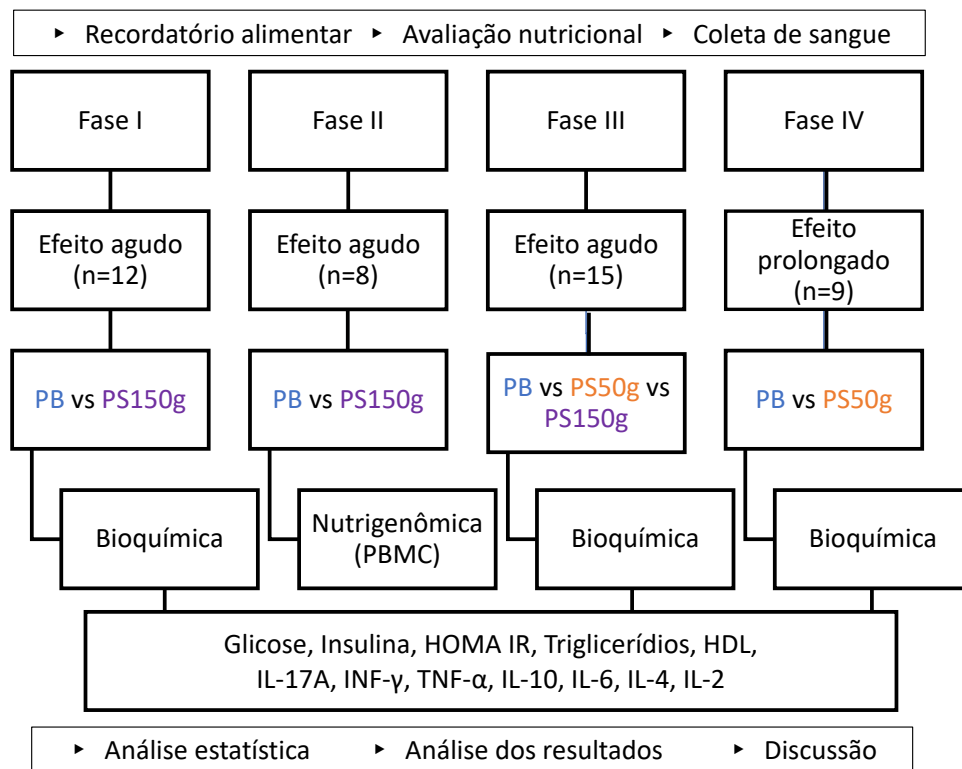 ▸ Recordatório alimentar ▸ Avaliação nutricional ▸ Coleta de sangue
Fase I
Fase II
Fase III
Fase IV
Efeito agudo
(n=12)
Efeito agudo
(n=8)
Efeito agudo
(n=15)
Efeito
prolongado
(n=9)
PB vs PS150g
PB vs PS150g
PB vs PS50g vs
PS150g
PB vs PS50g
Bioquímica
Nutrigenômica
(PBMC)
Bioquímica
Bioquímica
Glicose, Insulina, HOMA IR, Triglicerídios, HDL,
IL-17A, INF-γ, TNF-α, IL-10, IL-6, IL-4, IL-2
▸ Análise estatística ▸ Análise dos resultados ▸ Discussão